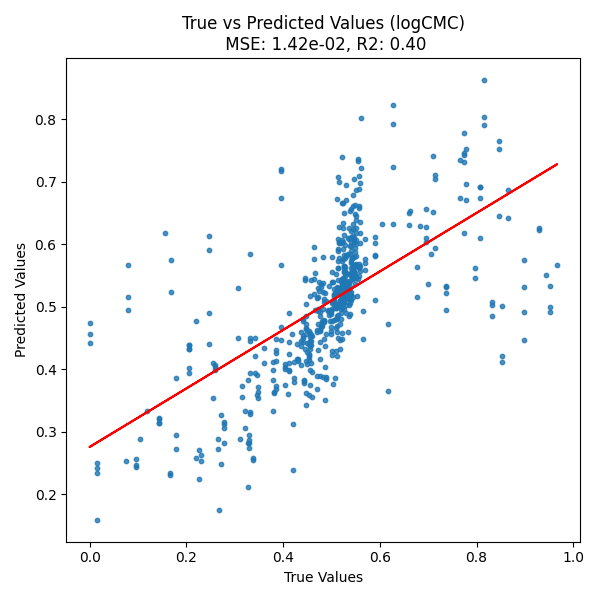 True vs Predicted Values (logCMC)
MSE: 1.42e-02, R2: 0.40
Predicted Values
0.8
0.7
0.6
0.5
0.4
0.3
0.2
0.0 0.2 0.4 0.6 0.8 1.0
True Values